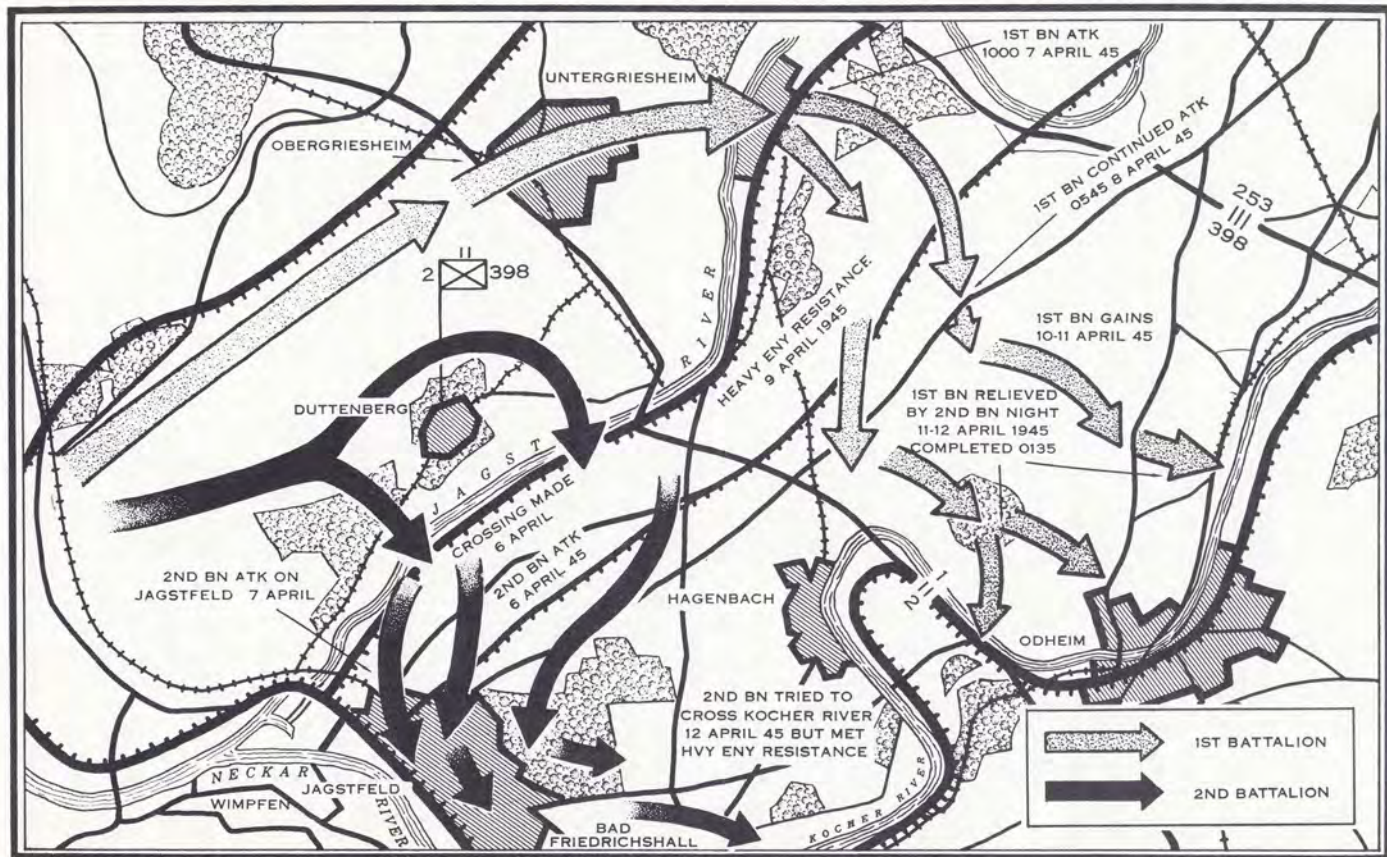 1ST BN ATK
1000 7 APRIL 45
UNTERGRIESHEIM
OBERGRIESHEIM
1ST BN CONTINUED ATK
0545 8 APRIL 45
253
III
398
II
2 398
RIVER
HEAVY ENY RESISTANCE
9 APRIL 1945
1ST BN GAINS
10-11 APRIL 45
DUTTENBERG
1ST BN RELIEVED
BY 2ND BN NIGHT
11-12 APRIL 1945
COMPLETED 0135
JAGST
CROSSING MADE
6 APRIL
2ND BN ATK
6 APRIL 45
2ND BN ATK ON
JAGSTFELD 7 APRIL
HAGENBACH
1
II
2
ODHEIM
2ND BN TRIED TO
CROSS KOCHER RIVER
12 APRIL 45 BUT MET
HVY ENY RESISTANCE
1ST BATTALION
2ND BATTALION
NECKAR
RIVER
WIMPFEN
JAGSTFELD
BAD
FRIEDRICHSHALL
KOCHER RIVER